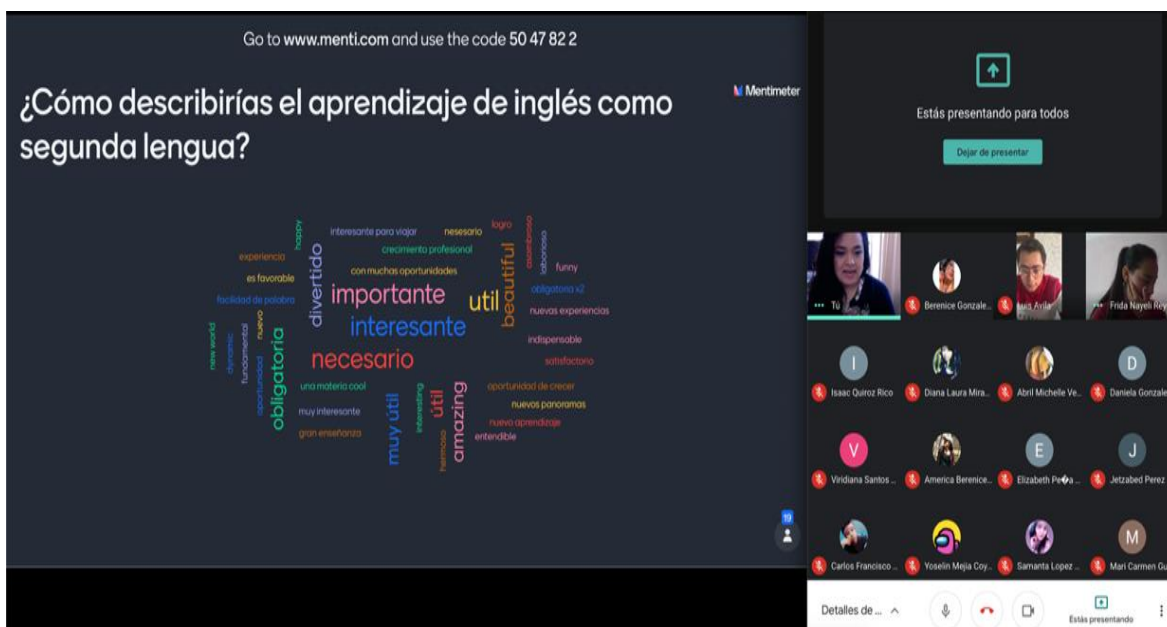 Go to www.menti.com and use the code 50 47 82 2
¿Cómo describirías el aprendizaje de inglés como
segunda lengua?
Mentimeter
happy
interesante para viajar
nesesario
logro
asombroso
laborioso
experiencia
crecimiento profesional
beautiful
funny
es favorable
divertido
con muchas oportunidades
obligatoria x2
facilidad de palabra
importante
util
nuevas experiencias
new world
dynamic
fundamental
nuevo
interesante
indispensable
oportunidad
obligatoria
necesario
satisfactorio
una materia cool
muy útil
interesting
útil
amazing
oportunidad de crecer
muy interesante
nuevos panoramas
gran enseñanza
hermoso
nuevo aprendizaje
entendible
19
Estás presentando para todos
Dejar de presentar
Tú
Berenice Gonzale...
Luis Avila
Frida Nayeli Rey
I
D
Isaac Quiroz Rico
Diana Laura Mira...
Abril Michelle Ve...
Daniela Gonzale
V
E
J
Viridiana Santos ...
America Berenice...
Elizabeth Pe�a ...
Jetzabed Perez
M
Carlos Francisco ...
Yoselin Mejia Coy...
Samanta Lopez ...
Mari Carmen Gu
Detalles de ...
Estás presentando